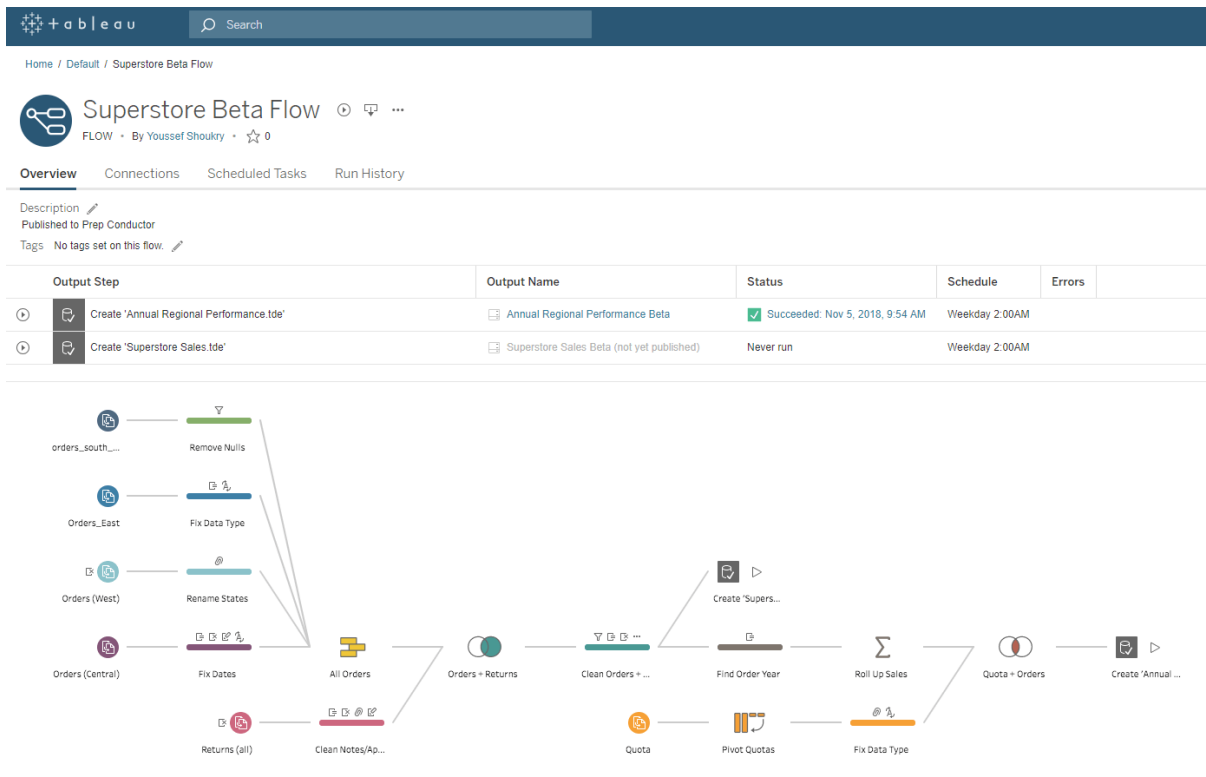 + a b | e a u
Search
Home / Default / Superstore Beta Flow
Superstore Beta Flow
FLOW • By Youssef Shoukry • 0
Overview Connections Scheduled Tasks Run History
Description
Published to Prep Conductor
Tags No tags set on this flow.
Output Step Output Name Status Schedule Errors
Create 'Annual Regional Performance.tde' Annual Regional Performance Beta Succeeded: Nov 5, 2018, 9:54 AM Weekday 2:00AM
Create 'Superstore Sales.tde' Superstore Sales Beta (not yet published) Never run Weekday 2:00AM
orders_south_... Remove Nulls
Orders_East Fix Data Type
Orders (West) Rename States Create 'Supers...
Orders (Central) Fix Dates All Orders Orders + Returns Clean Orders + ... Find Order Year Roll Up Sales Quota + Orders Create 'Annual ...
Returns (all) Clean Notes/Ap... Quota Pivot Quotas Fix Data Type